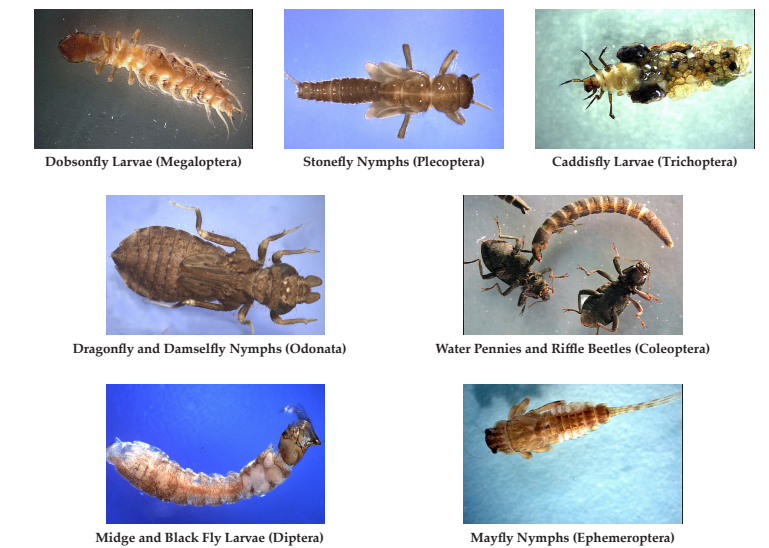 Dobsonfly Larvae (Megaloptera)
Stonefly Nymphs (Plecoptera)
Caddisfly Larvae (Trichoptera)
Dragonfly and Damselfly Nymphs (Odonata)
Water Pennies and Riffle Beetles (Coleoptera)
Midge and Black Fly Larvae (Diptera)
Mayfly Nymphs (Ephemeroptera)